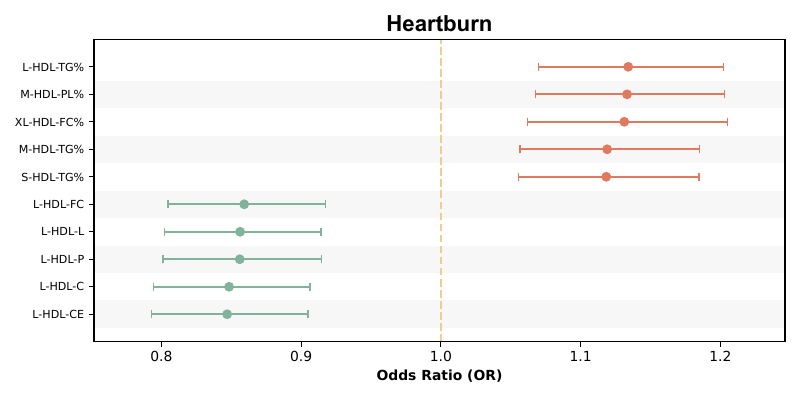 Heartburn
L-HDL-TG%
M-HDL-PL%
XL-HDL-FC%
M-HDL-TG%
S-HDL-TG%
L-HDL-FC
L-HDL-L
L-HDL-P
L-HDL-C
L-HDL-CE
0.8 0.9 1.0 1.1 1.2
Odds Ratio (OR)